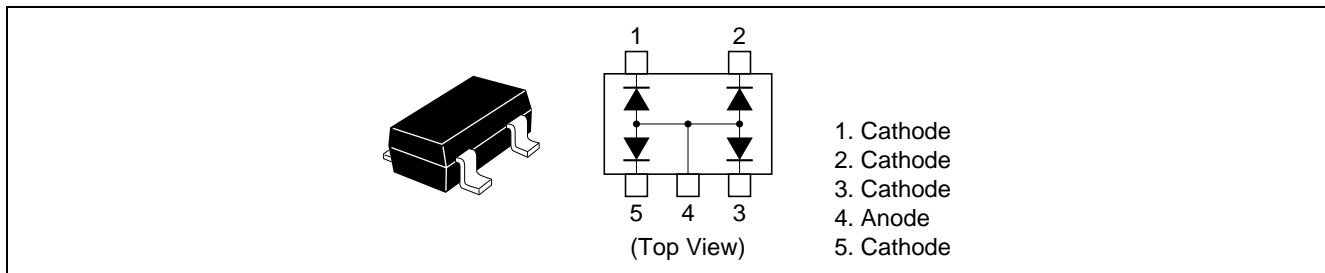 1 2
5 4 3
(Top View)
1. Cathode
2. Cathode
3. Cathode
4. Anode
5. Cathode